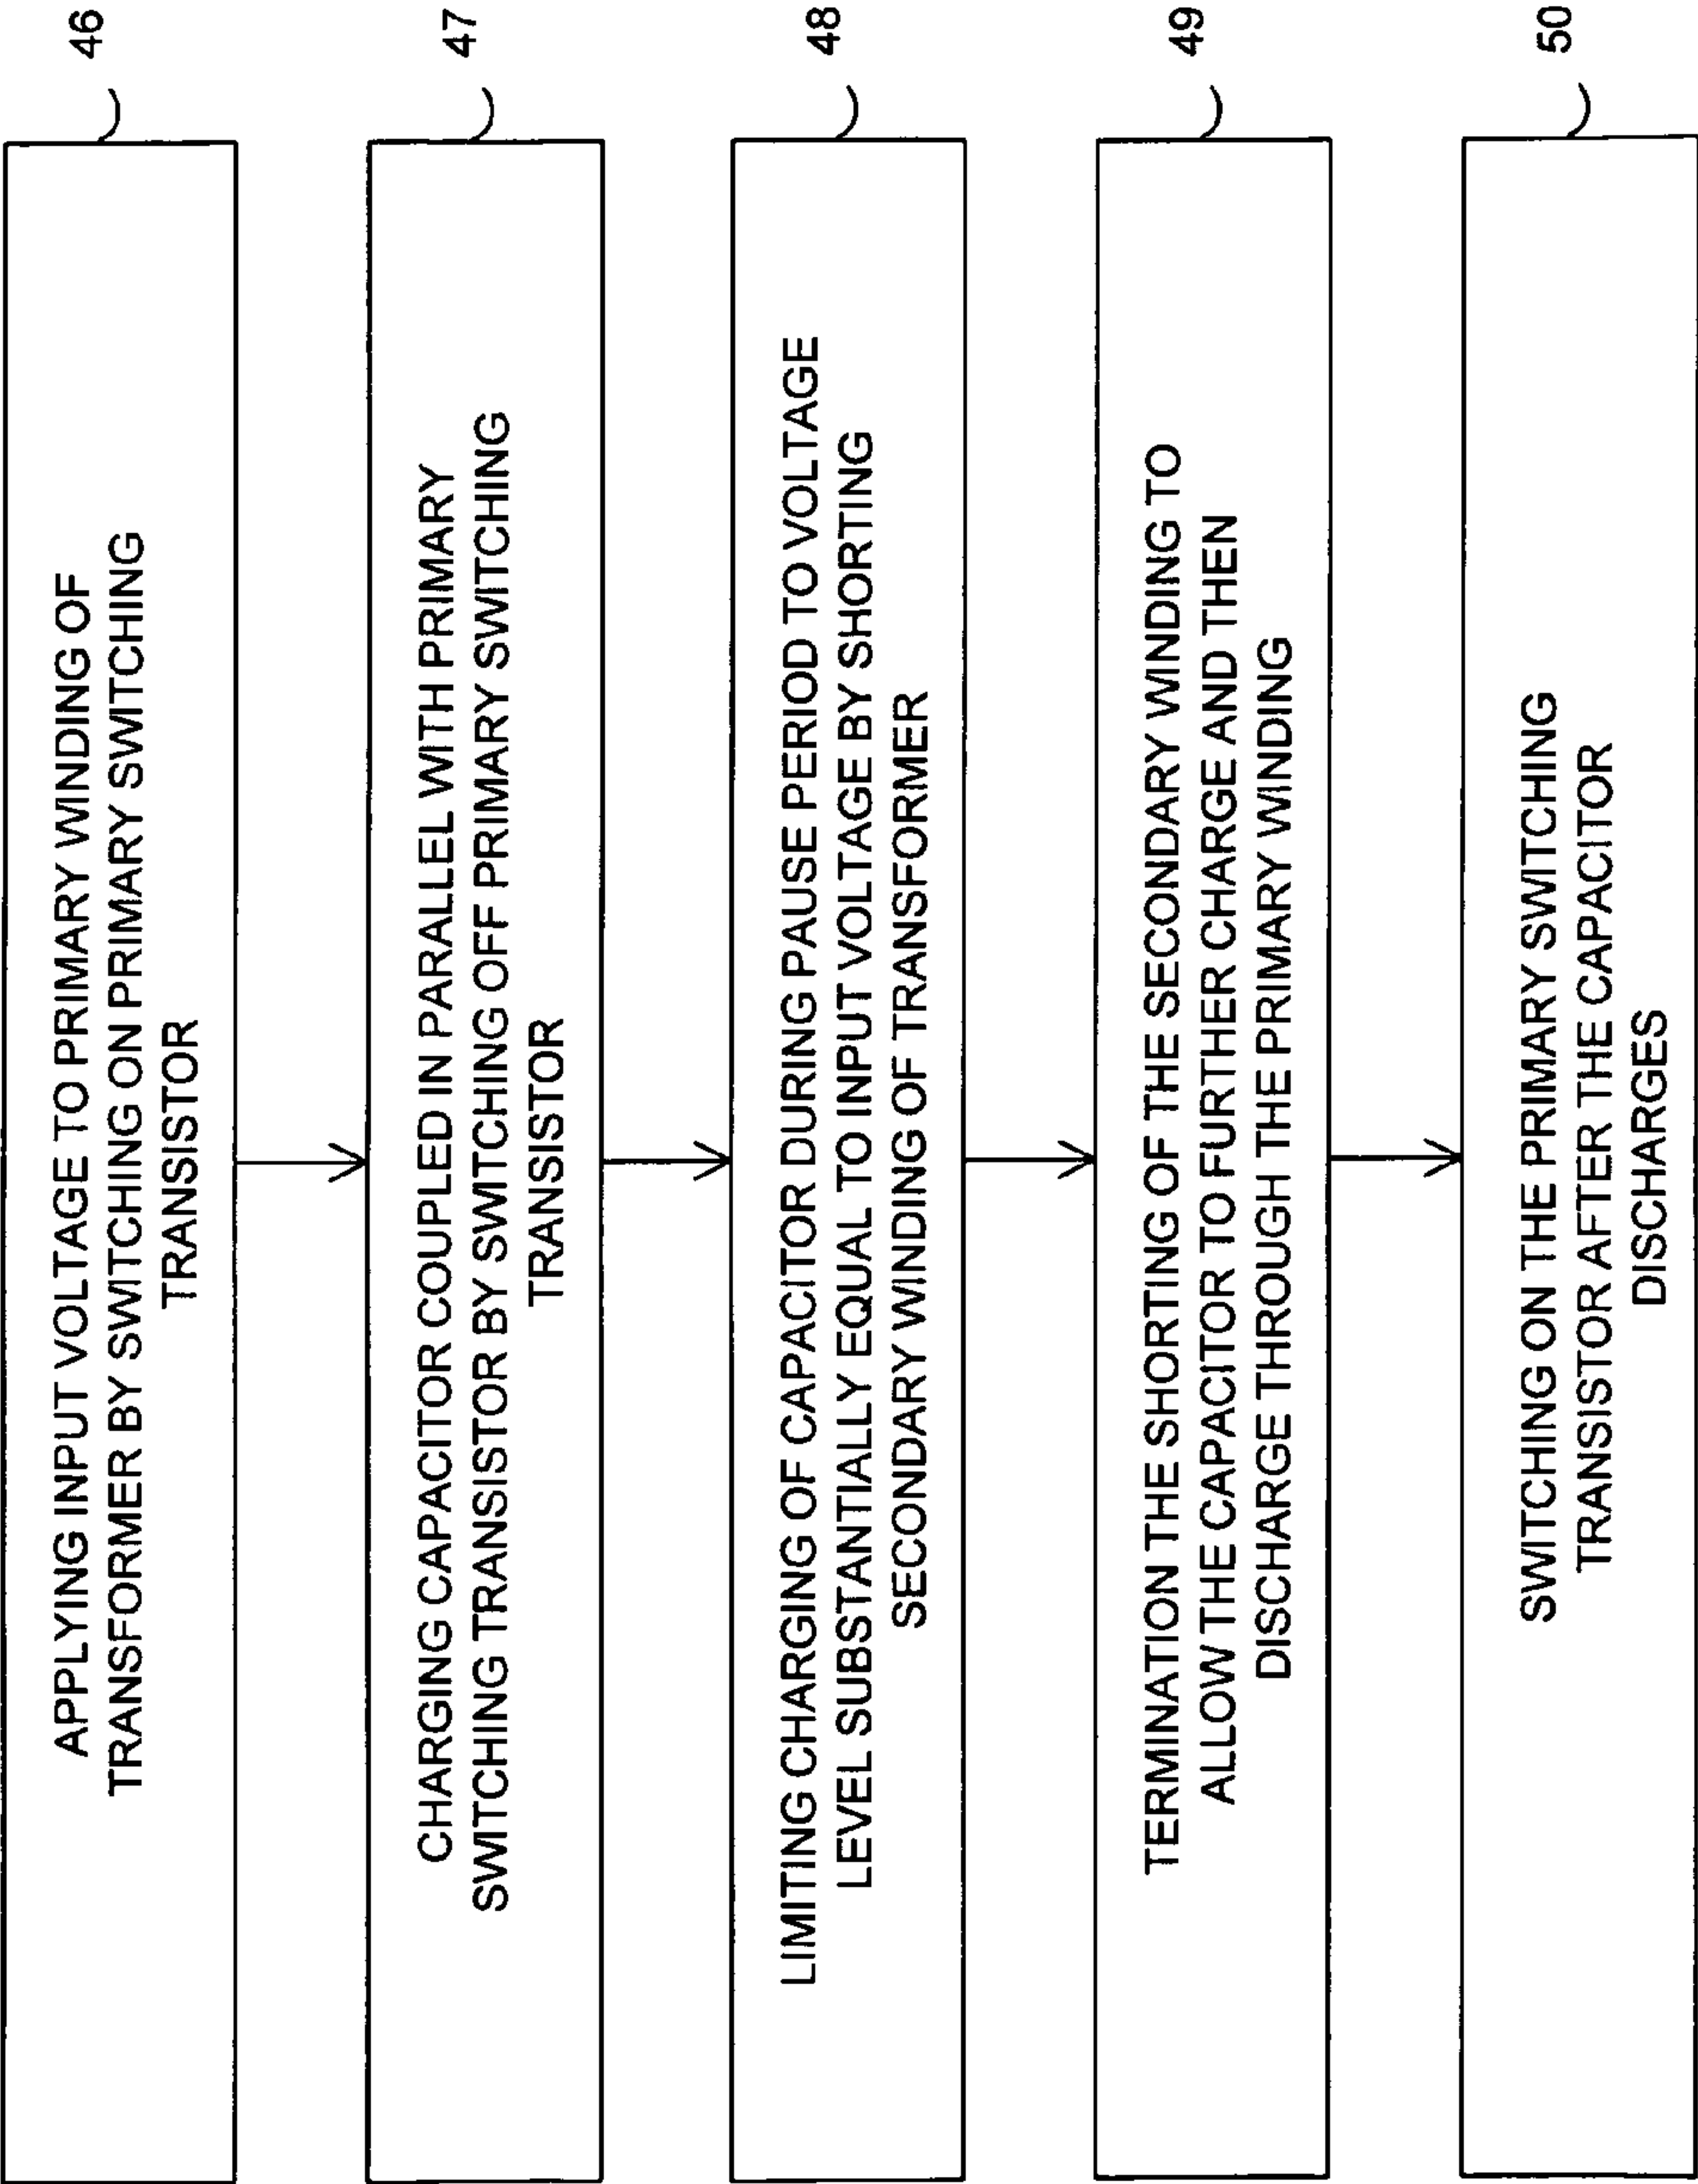 APPLYING INPUT VOLTAGE TO PRIMARY WINDING OF
TRANSFORMER BY SWITCHING ON PRIMARY SWITCHING
TRANSISTOR
46
CHARGING CAPACITOR COUPLED IN PARALLEL WITH PRIMARY
SWITCHING TRANSISTOR BY SWITCHING OFF PRIMARY SWITCHING
TRANSISTOR
47
LIMITING CHARGING OF CAPACITOR DURING PAUSE PERIOD TO VOLTAGE
LEVEL SUBSTANTIALLY EQUAL TO INPUT VOLTAGE BY SHORTING
SECONDARY WINDING OF TRANSFORMER
48
TERMINATION THE SHORTING OF THE SECONDARY WINDING TO
ALLOW THE CAPACITOR TO FURTHER CHARGE AND THEN
DISCHARGE THROUGH THE PRIMARY WINDING
49
SWITCHING ON THE PRIMARY SWITCHING
TRANSISTOR AFTER THE CAPACITOR
DISCHARGES
50